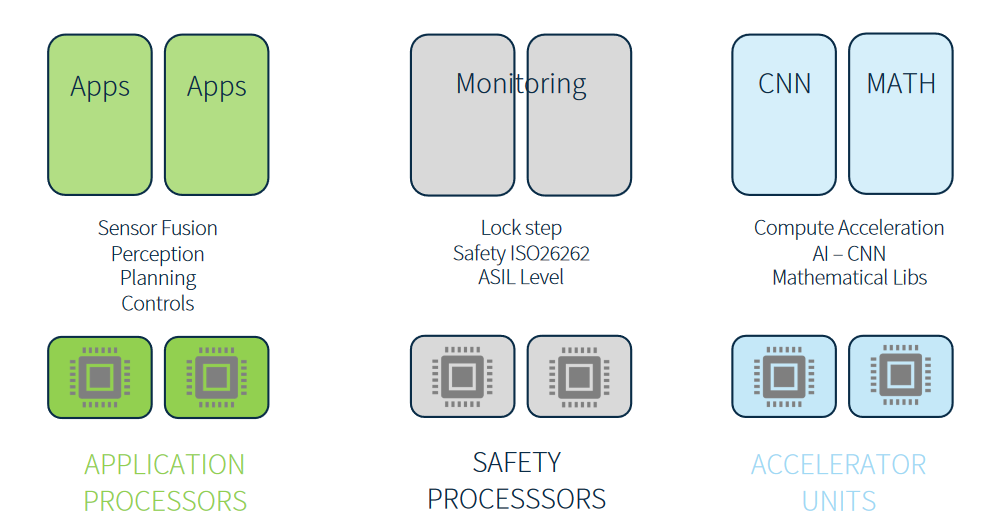 Apps
Apps
Monitoring
CNN
MATH
Sensor Fusion
Perception
Planning
Controls
Lock step
Safety ISO26262
ASIL Level
Compute Acceleration
AI – CNN
Mathematical Libs
APPLICATION
PROCESSORS
SAFETY
PROCESSSORS
ACCELERATOR
UNITS